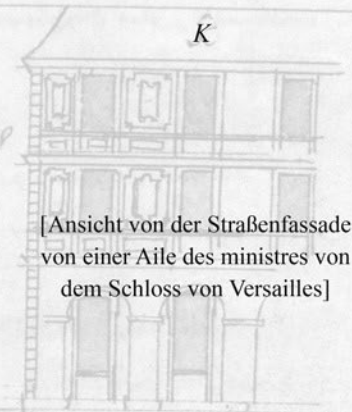 K
[Ansicht von der Straßenfassade
von einer Aile des ministres von
dem Schloss von Versailles]